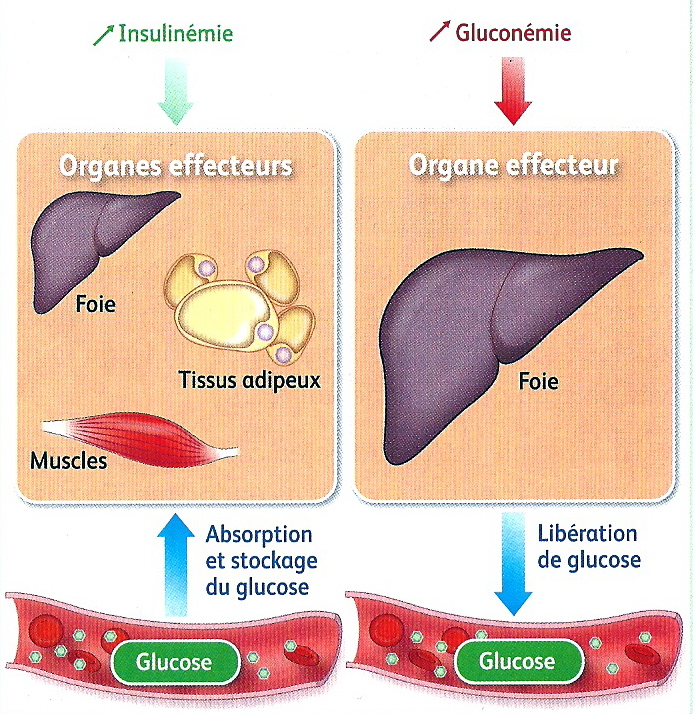 ↗ Insulinémie
Organes effecteurs
Foie
Tissus adipeux
Muscles
Absorption
et stockage
du glucose
Glucose
↗ Gluconémie
Organe effecteur
Foie
Libération
de glucose
Glucose